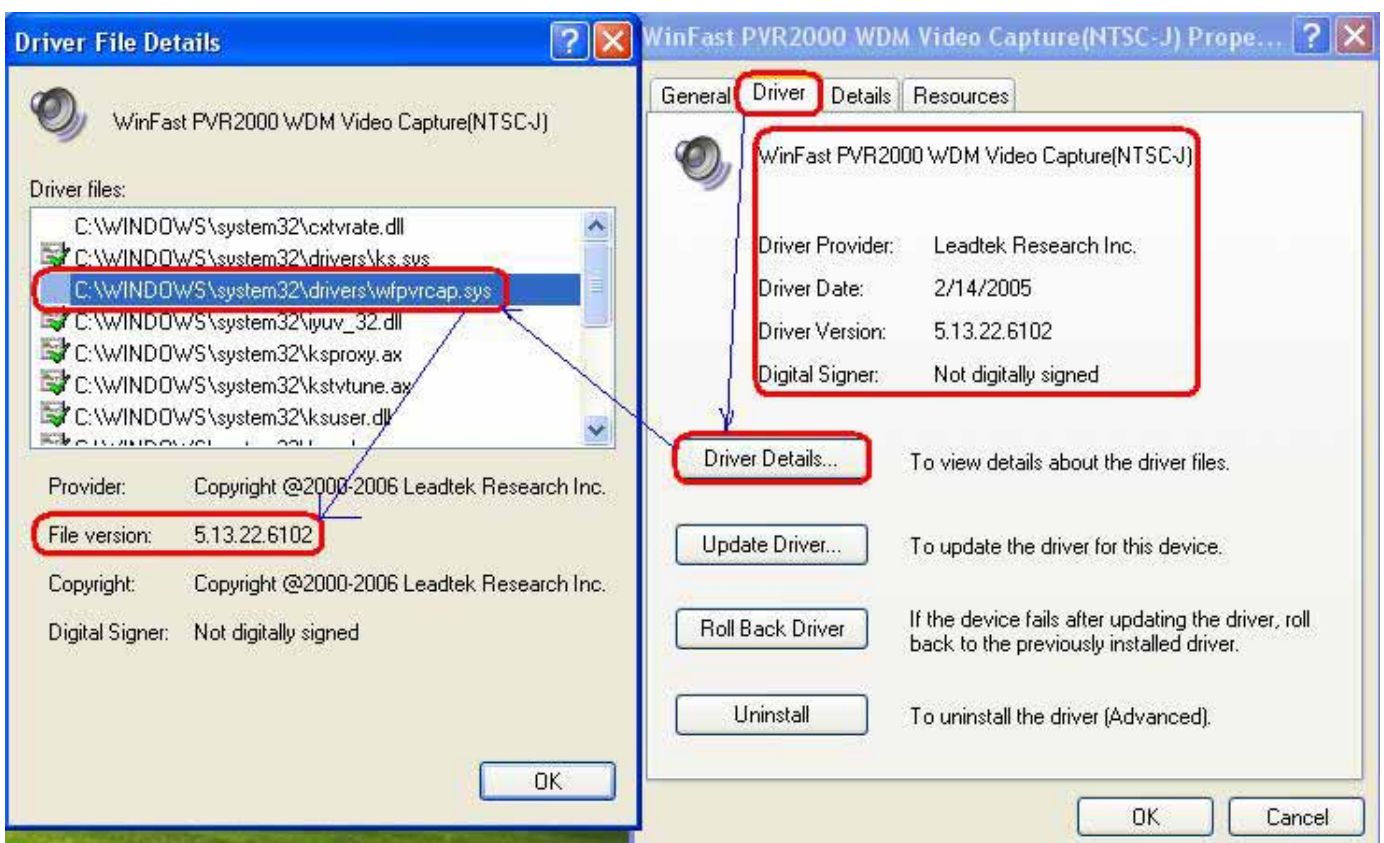 Driver File Details
WinFast PVR2000 WDM Video Capture(NTSC-J)
Driver files:
C:\WINDOWS\system32\cxtvrate.dll
C:\WINDOWS\system32\drivers\ks.sys
C:\WINDOWS\system32\drivers\wfpvrcap.sys
C:\WINDOWS\system32\iyuv_32.dll
C:\WINDOWS\system32\ksproxy.ax
C:\WINDOWS\system32\kstvtune.ax
C:\WINDOWS\system32\ksuser.dll
Provider: Copyright @2000-2006 Leadtek Research Inc.
File version: 5.13.22.6102
Copyright: Copyright @2000-2006 Leadtek Research Inc.
Digital Signer: Not digitally signed
OK
WinFast PVR2000 WDM Video Capture(NTSC-J) Prope...
General Driver Details Resources
WinFast PVR2000 WDM Video Capture(NTSC-J)
Driver Provider: Leadtek Research Inc.
Driver Date: 2/14/2005
Driver Version: 5.13.22.6102
Digital Signer: Not digitally signed
Driver Details... To view details about the driver files.
Update Driver... To update the driver for this device.
Roll Back Driver If the device fails after updating the driver, roll
back to the previously installed driver.
Uninstall To uninstall the driver (Advanced).
OK Cancel